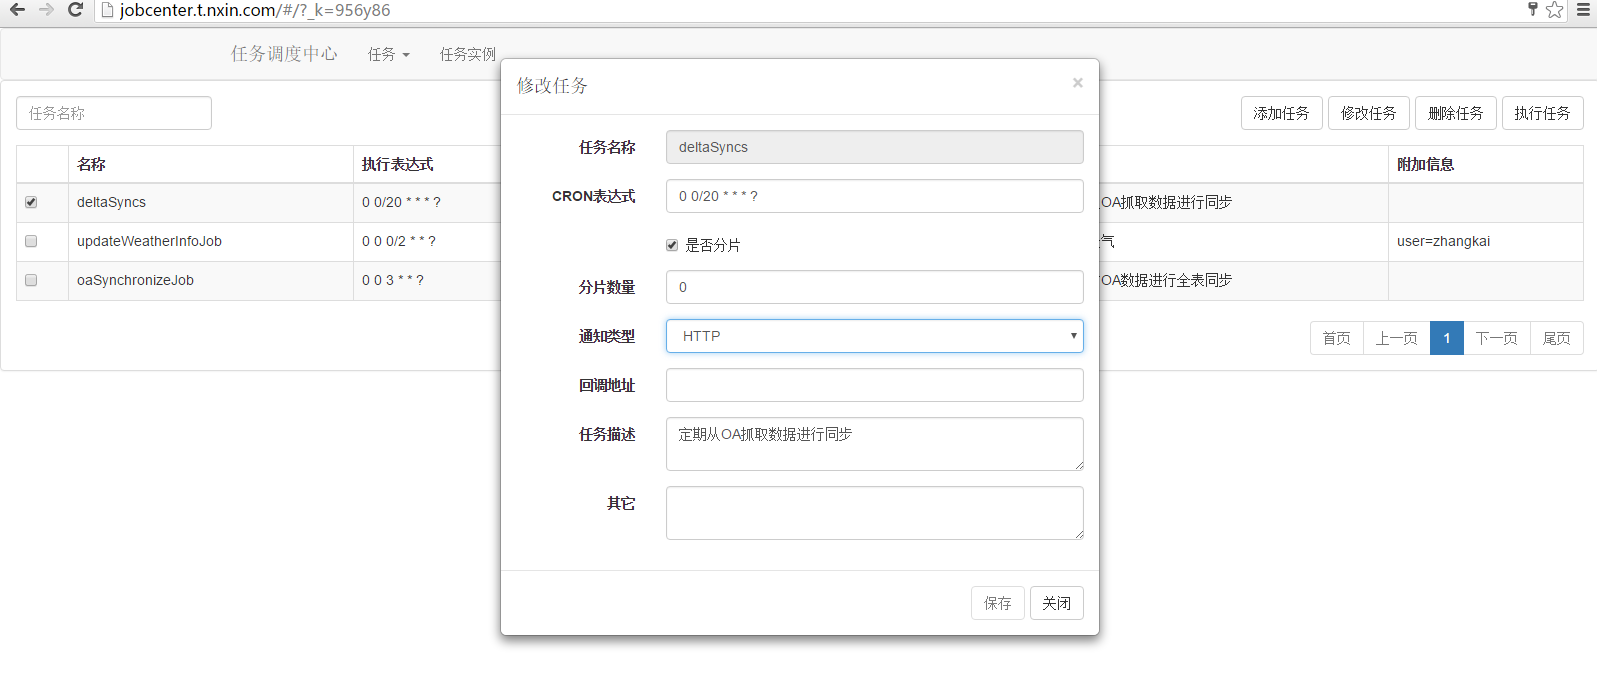 jobcenter.t.nxin.com/#/?_k=956y86
任务调度中心 任务 任务实例
修改任务 ×
任务名称
添加任务 修改任务 删除任务 执行任务
名称 执行表达式 附加信息
deltaSyncs 0 0/20 * * * ? OA抓取数据进行同步
updateWeatherInfoJob 0 0 0/2 * * ? 气 user=zhangkai
oaSynchronizeJob 0 0 3 * * ? OA数据进行全表同步
首页 上一页 1 下一页 尾页
任务名称 deltaSyncs
CRON表达式 0 0/20 * * * ?
是否分片
分片数量 0
通知类型 HTTP
回调地址
任务描述 定期从OA抓取数据进行同步
其它
保存 关闭